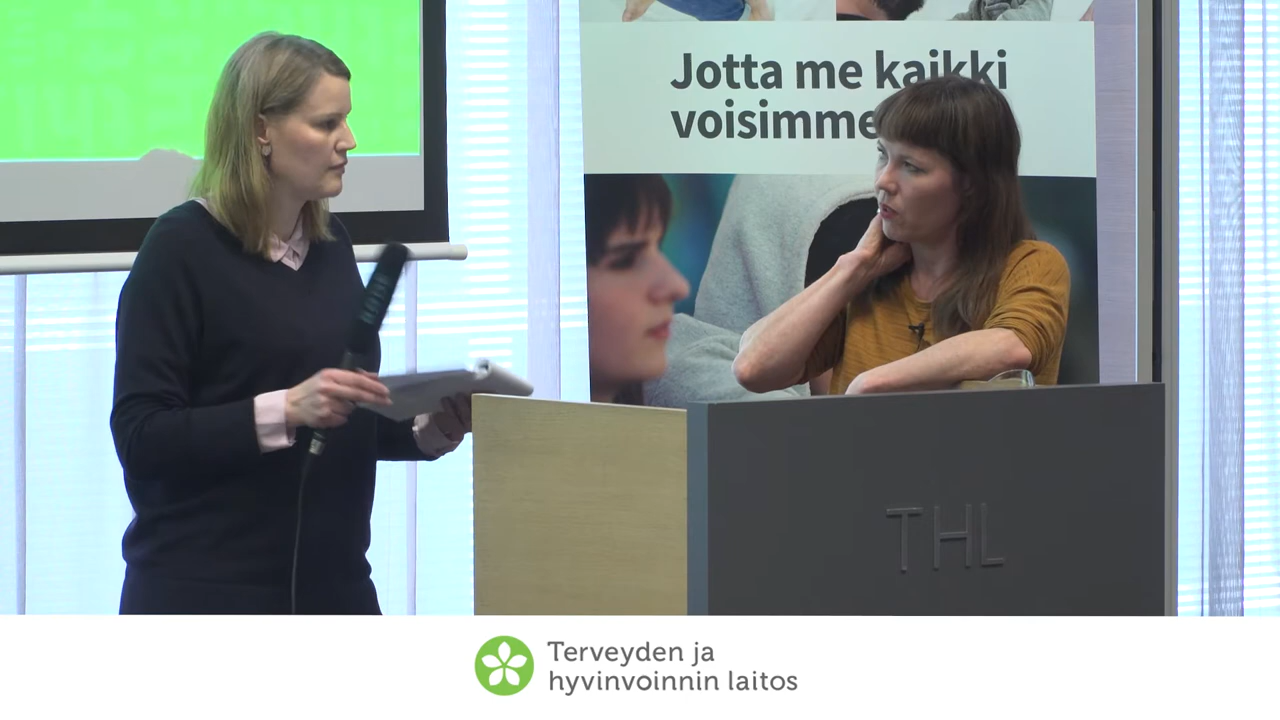 Jotta me kaikki
voisimme
THL
Terveyden ja
hyvinvoinnin laitos